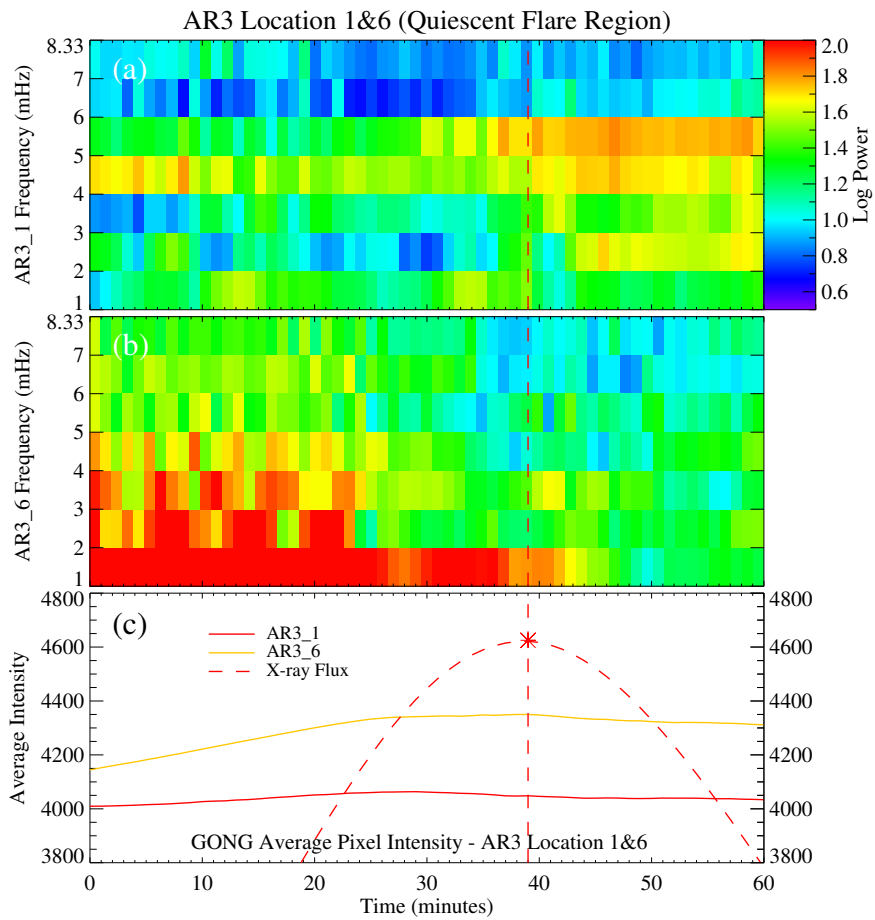 AR3 Location 1&6 (Quiescent Flare Region)
(a)
AR3_1 Frequency (mHz)
8.33
7
6
5
4
3
2
1
Log Power
2.0
1.8
1.6
1.4
1.2
1.0
0.8
0.6
(b)
AR3_6 Frequency (mHz)
8.33
7
6
5
4
3
2
1
(c)
Average Intensity
4800 4800
4600 4600
4400 4400
4200 4200
4000 4000
3800 3800
AR3_1
AR3_6
X-ray Flux
GONG Average Pixel Intensity - AR3 Location 1&6
0 10 20 30 40 50 60
Time (minutes)